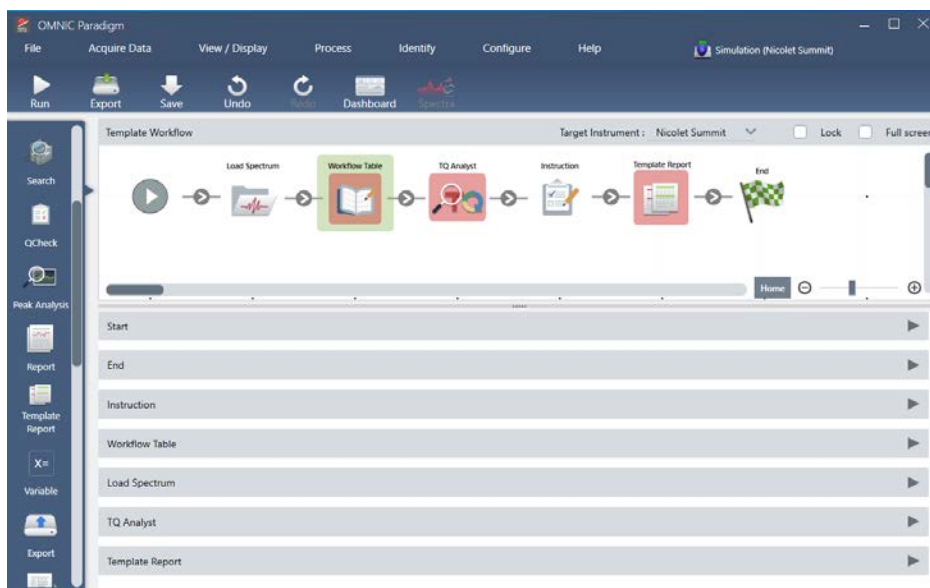 OMNIC Paradigm
File Acquire Data View / Display Process Identify Configure Help Simulation (Nicolet Summit)
Run Export Save Undo Redo Dashboard Spectra
Template Workflow Target Instrument : Nicolet Summit Lock Full screen
Load Spectrum Workflow Table TQ Analyst Instruction Template Report End
Home
Search
QCheck
Peak Analysis
Report
Template
Report
X=
Variable
Export
Start
End
Instruction
Workflow Table
Load Spectrum
TQ Analyst
Template Report